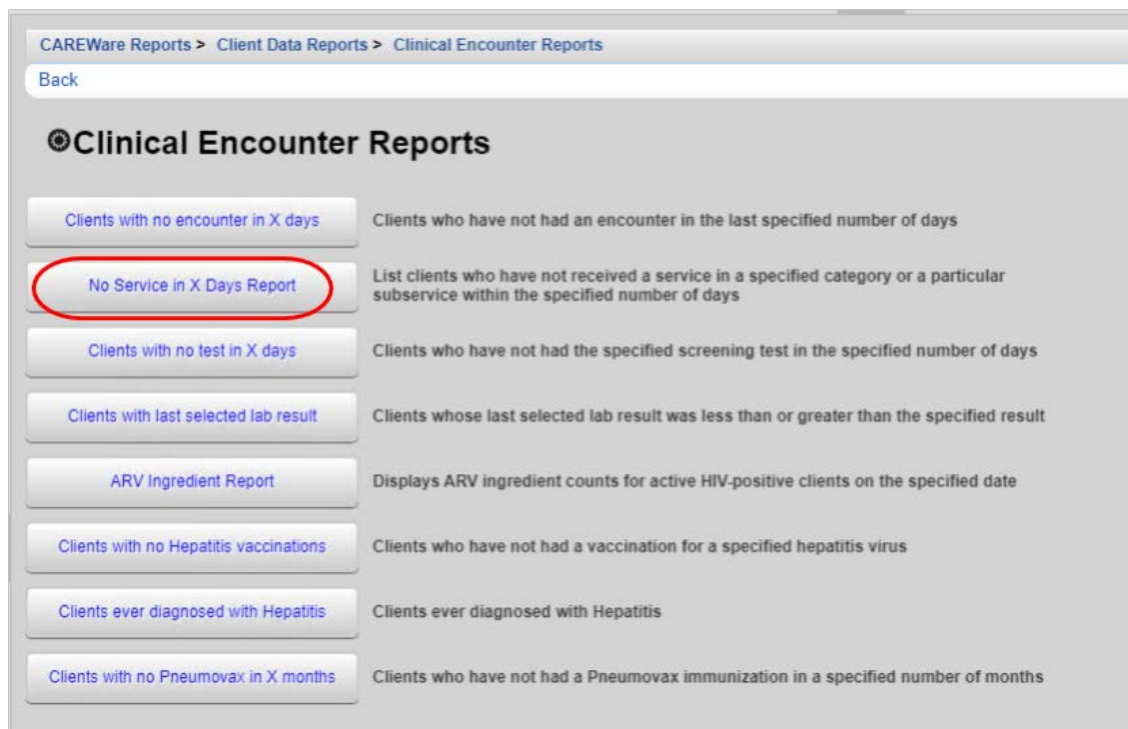 CAREWare Reports > Client Data Reports > Clinical Encounter Reports
Back
Clinical Encounter Reports
Clients with no encounter in X days
Clients who have not had an encounter in the last specified number of days
No Service in X Days Report
List clients who have not received a service in a specified category or a particular
subservice within the specified number of days
Clients with no test in X days
Clients who have not had the specified screening test in the specified number of days
Clients with last selected lab result
Clients whose last selected lab result was less than or greater than the specified result
ARV Ingredient Report
Displays ARV ingredient counts for active HIV-positive clients on the specified date
Clients with no Hepatitis vaccinations
Clients who have not had a vaccination for a specified hepatitis virus
Clients ever diagnosed with Hepatitis
Clients ever diagnosed with Hepatitis
Clients with no Pneumovax in X months
Clients who have not had a Pneumovax immunization in a specified number of months